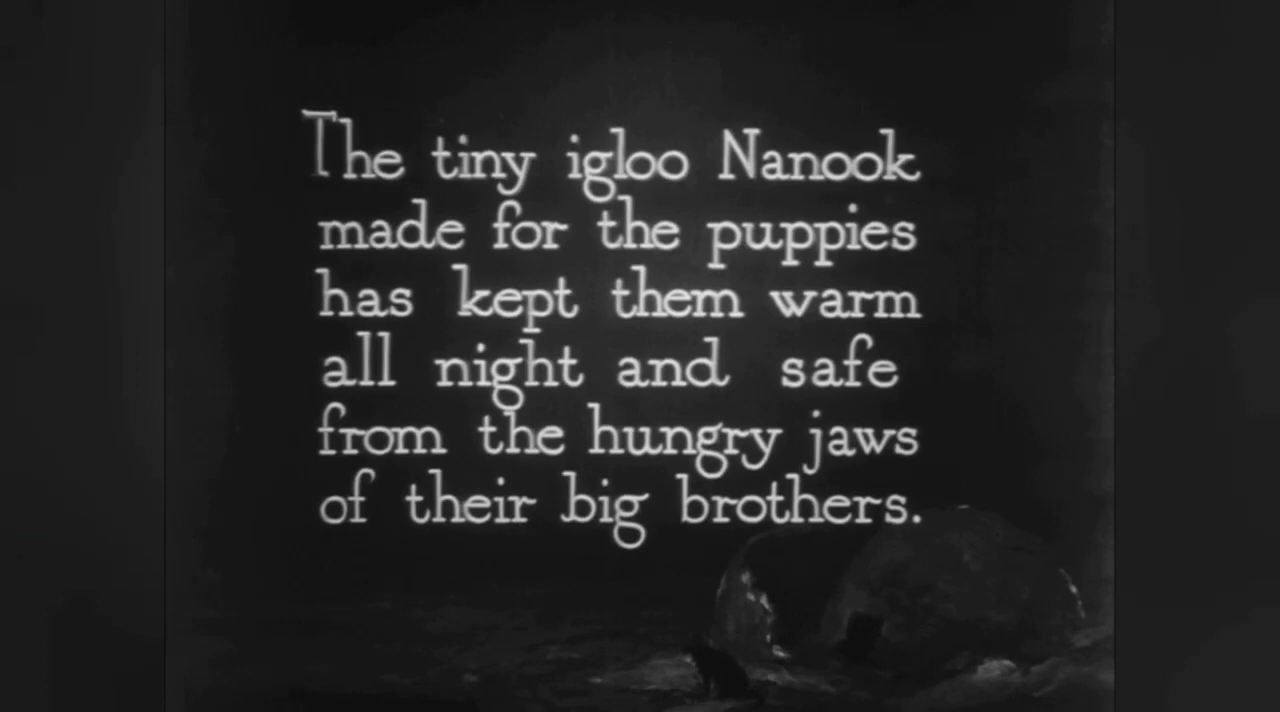 The tiny igloo Nanook
made for the puppies
has kept them warm
all night and safe
from the hungry jaws
of their big brothers.